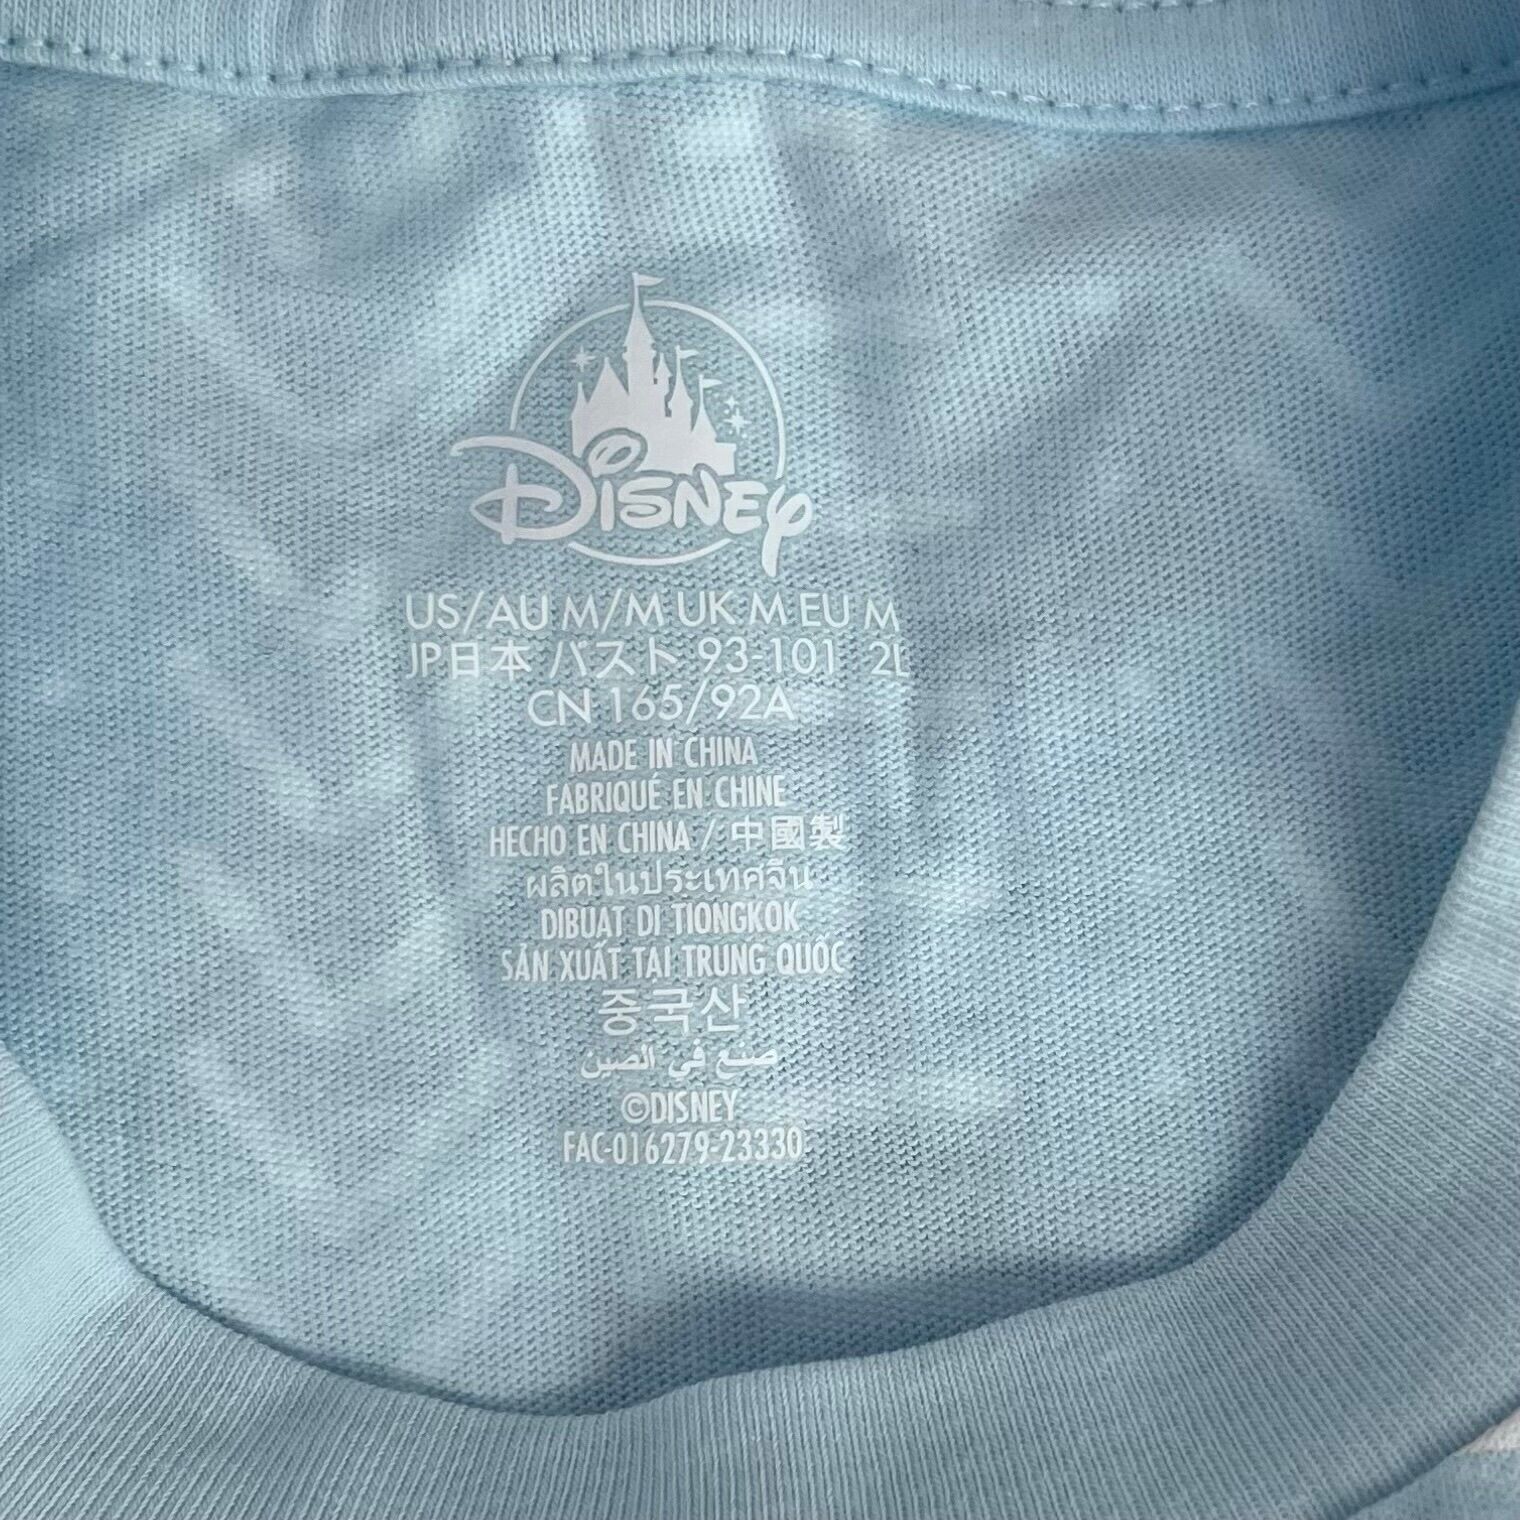 Disney
US/AU M/M UK M EU M
JP日本 バスト 93-101 2L
CN 165/92A
MADE IN CHINA
FABRIQUÉ EN CHINE
HECHO EN CHINA / 中國製
ผลิตในประเทศจีน
DIBUAT DI TIONGKOK
SẢN XUẤT TẠI TRUNG QUỐC
중국산
صنع في الصين
©DISNEY
FAC-016279-23330